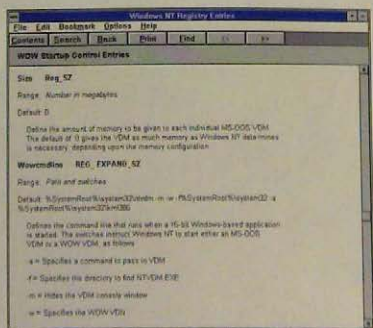 Windows NT Registry Entries
File Edit Bookmark Options Help
Contents Search Back Print Find << >>
WOW Startup Control Entries
Size Reg_SZ
Range: Number in megabytes
Default: 0
Define the amount of memory to be given to each individual MS-DOS VDM.
The default of 0 gives the VDM as much memory as Windows NT determines
is necessary, depending upon the memory configuration.
Wowcmdline REG_EXPAND_SZ
Range: Path and switches
Default: %SystemRoot%\system32\ntvdm -m -w -f%SystemRoot%\system32 -a
%SystemRoot%\system32\krnl386
Defines the command line that runs when a 16-bit Windows-based application
is started. The switches instruct Windows NT to start either an MS-DOS
VDM or a WOW VDM, as follows:
-a = Specifies a command to pass to VDM
-f = Specifies the directory to find NTVDM.EXE
-m = Hides the VDM console window
-w = Specifies the WOW VDM